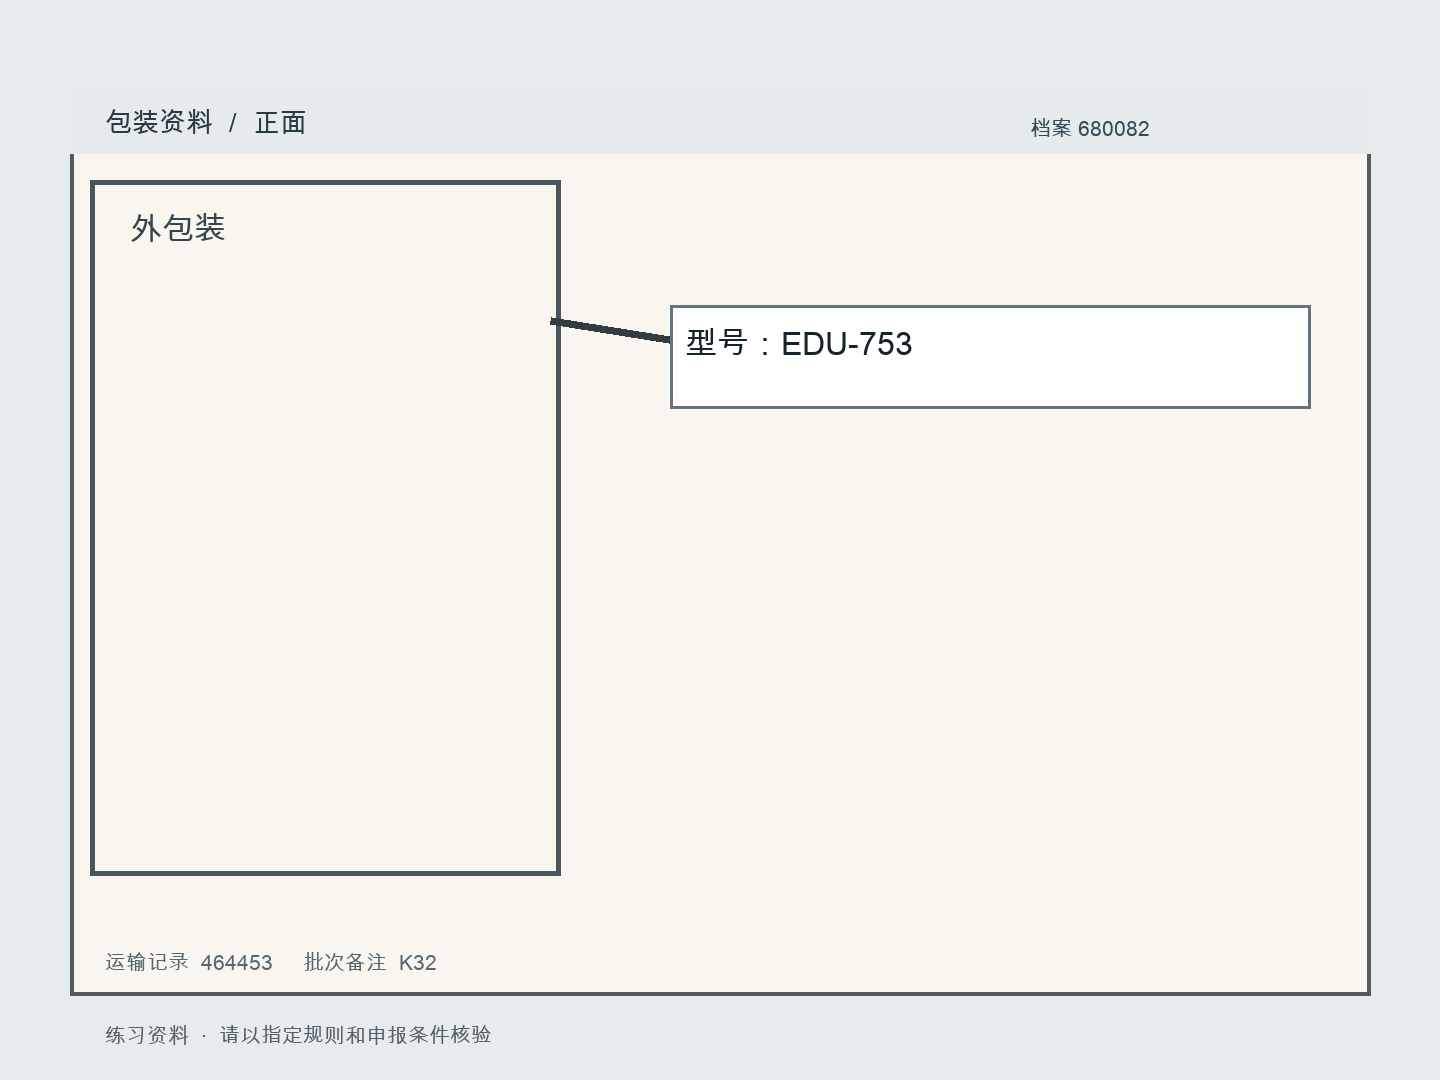 包装资料 / 正面
档案 680082
外包装
型号：EDU-753
运输记录 464453 批次备注 K32
练习资料 · 请以指定规则和申报条件核验